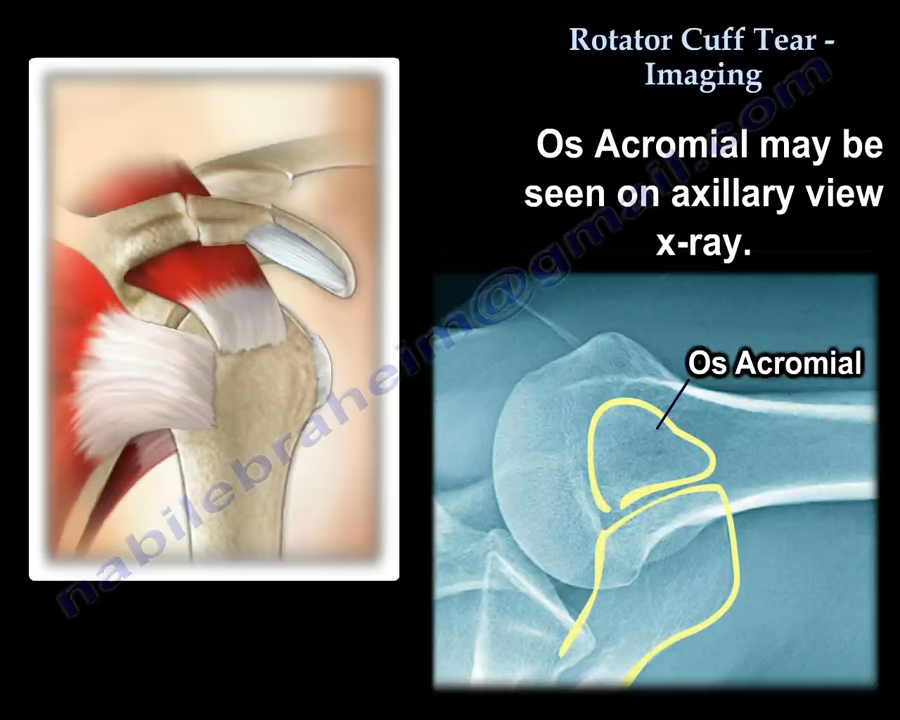 Rotator Cuff Tear -
Imaging
Os Acromial may be
seen on axillary view
x-ray.
Os Acromial
nabilebraheim@gmail.com